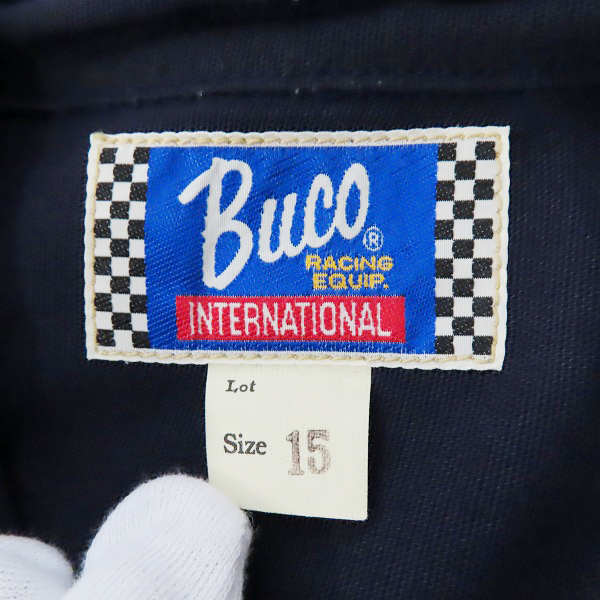 Buco®
RACING
EQUIP.
INTERNATIONAL
Lot
Size 15